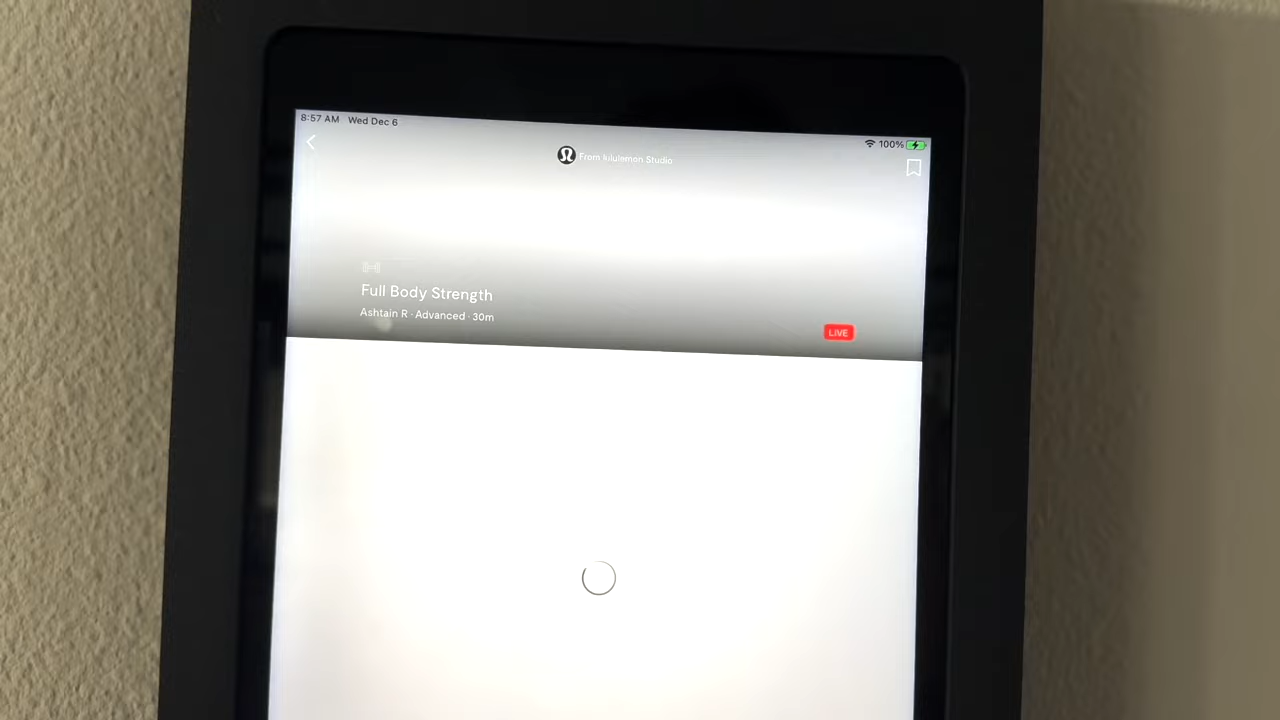 8:57 AM Wed Dec 6
100%
From lululemon Studio
Full Body Strength
Ashtain R · Advanced · 30m
LIVE